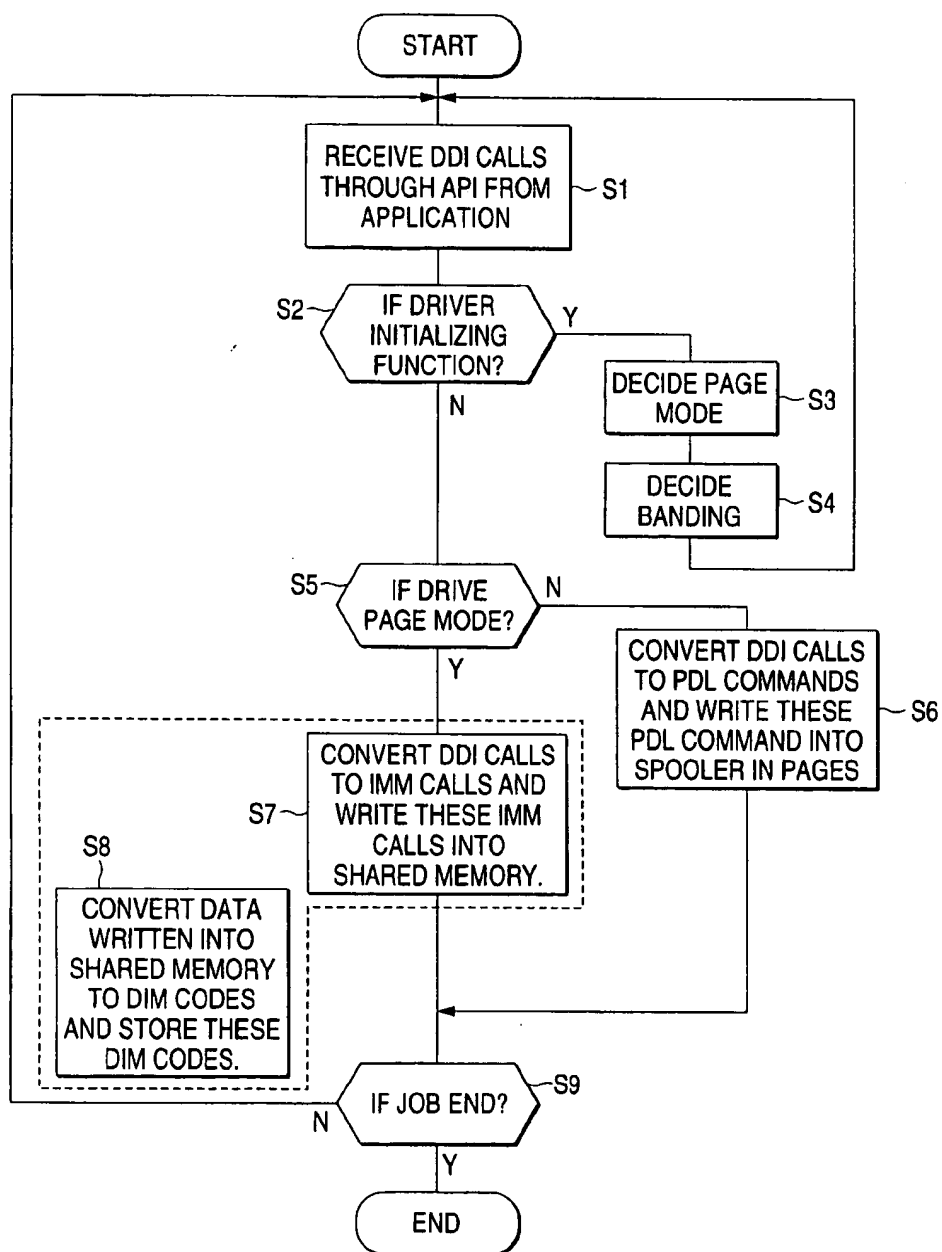 START
RECEIVE DDI CALLS
THROUGH API FROM
APPLICATION
S1
S2
IF DRIVER
INITIALIZING
FUNCTION?
Y
N
DECIDE PAGE
MODE
S3
DECIDE
BANDING
S4
S5
IF DRIVE
PAGE MODE?
N
Y
CONVERT DDI CALLS
TO PDL COMMANDS
AND WRITE THESE
PDL COMMAND INTO
SPOOLER IN PAGES
S6
S7
CONVERT DDI CALLS
TO IMM CALLS AND
WRITE THESE IMM
CALLS INTO
SHARED MEMORY.
S8
CONVERT DATA
WRITTEN INTO
SHARED MEMORY
TO DIM CODES
AND STORE THESE
DIM CODES.
IF JOB END?
S9
N
Y
END